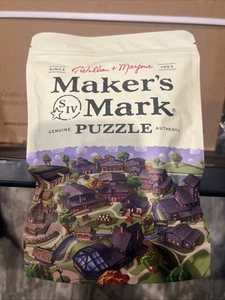 SINCE
1953
Maker's
S IV
Mark®
GENUINE
PUZZLE
AUTHENTIC